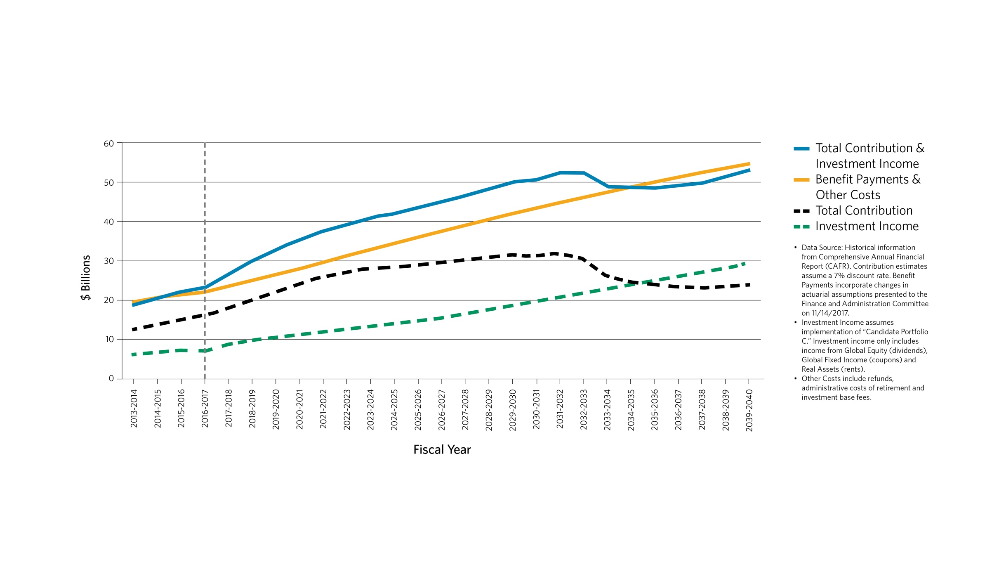 60
50
40
30
20
10
0
$ Billions
2013-2014
2014-2015
2015-2016
2016-2017
2017-2018
2018-2019
2019-2020
2020-2021
2021-2022
2022-2023
2023-2024
2024-2025
2025-2026
2026-2027
2027-2028
2028-2029
2029-2030
2030-2031
2031-2032
2032-2033
2033-2034
2034-2035
2035-2036
2036-2037
2037-2038
2038-2039
2039-2040
Fiscal Year
Total Contribution &
Investment Income
Benefit Payments &
Other Costs
Total Contribution
Investment Income
• Data Source: Historical information
from Comprehensive Annual Financial
Report (CAFR). Contribution estimates
assume a 7% discount rate. Benefit
Payments incorporate changes in
actuarial assumptions presented to the
Finance and Administration Committee
on 11/14/2017.
• Investment Income assumes
implementation of “Candidate Portfolio
C.” Investment income only includes
income from Global Equity (dividends),
Global Fixed Income (coupons) and
Real Assets (rents).
• Other Costs include refunds,
administrative costs of retirement and
investment base fees.